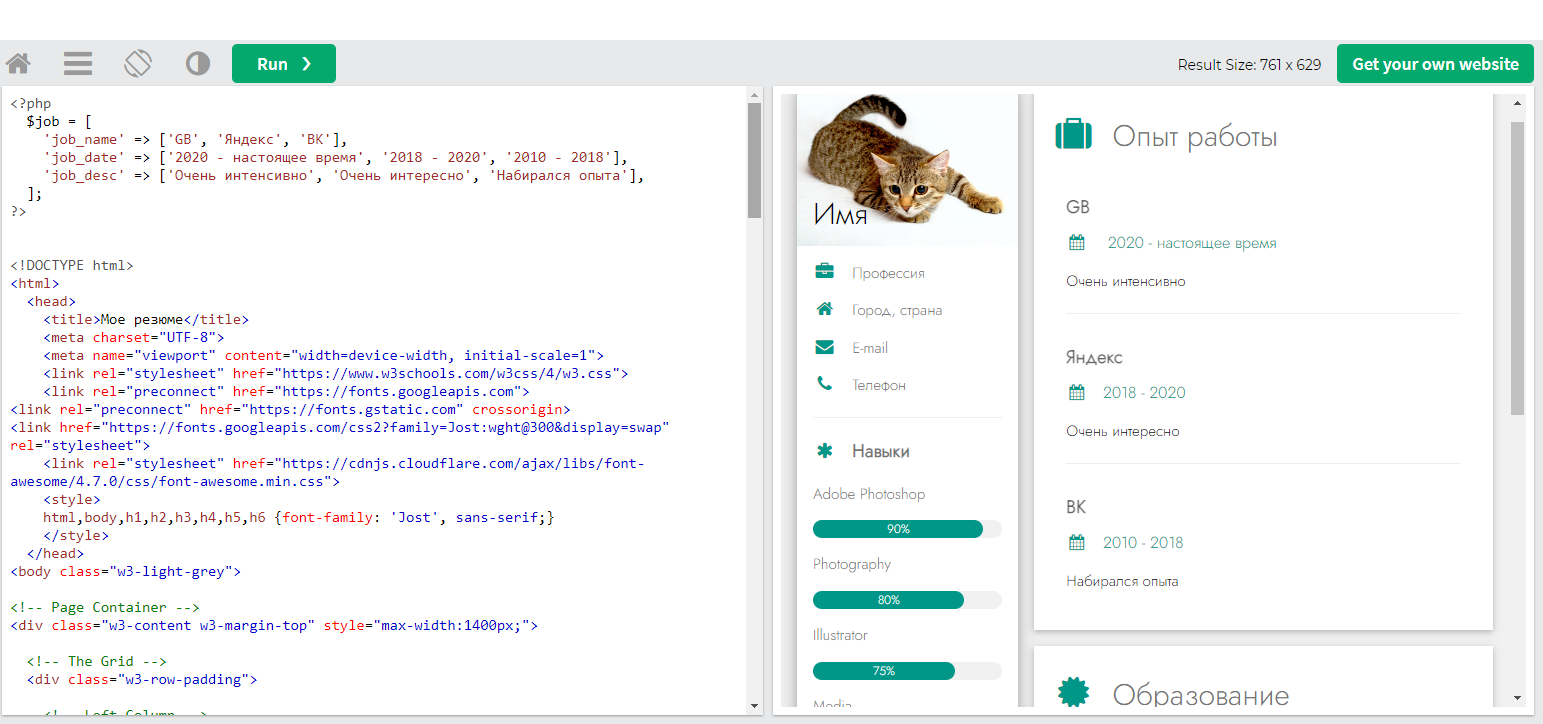 Run ❯
Result Size: 761 x 629
Get your own website
<?php
$job = [
'job_name' => ['GB', 'Яндекс', 'ВК'],
'job_date' => ['2020 - настоящее время', '2018 - 2020', '2010 - 2018'],
'job_desc' => ['Очень интенсивно', 'Очень интересно', 'Набирался опыта'],
];
?>
<!DOCTYPE html>
<html>
<head>
<title>Мое резюме</title>
<meta charset="UTF-8">
<meta name="viewport" content="width=device-width, initial-scale=1">
<link rel="stylesheet" href="https://www.w3schools.com/w3css/4/w3.css">
<link rel="preconnect" href="https://fonts.googleapis.com">
<link rel="preconnect" href="https://fonts.gstatic.com" crossorigin>
<link href="https://fonts.googleapis.com/css2?family=Jost:wght@300&display=swap"
rel="stylesheet">
<link rel="stylesheet" href="https://cdnjs.cloudflare.com/ajax/libs/font-
awesome/4.7.0/css/font-awesome.min.css">
<style>
html,body,h1,h2,h3,h4,h5,h6 {font-family: 'Jost', sans-serif;}
</style>
</head>
<body class="w3-light-grey">
<!-- Page Container -->
<div class="w3-content w3-margin-top" style="max-width:1400px;">
<!-- The Grid -->
<div class="w3-row-padding">
<!-- Left Column -->
Имя
Профессия
Город, страна
E-mail
Телефон
Навыки
Adobe Photoshop
90%
Photography
80%
Illustrator
75%
Media
Опыт работы
GB
2020 - настоящее время
Очень интенсивно
Яндекс
2018 - 2020
Очень интересно
ВК
2010 - 2018
Набирался опыта
Образование